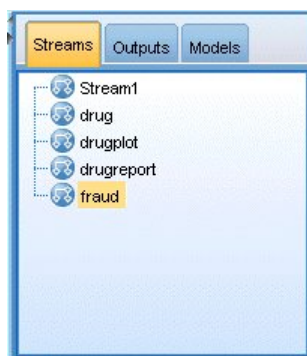 Streams Outputs Models
Stream1
drug
drugplot
drugreport
fraud